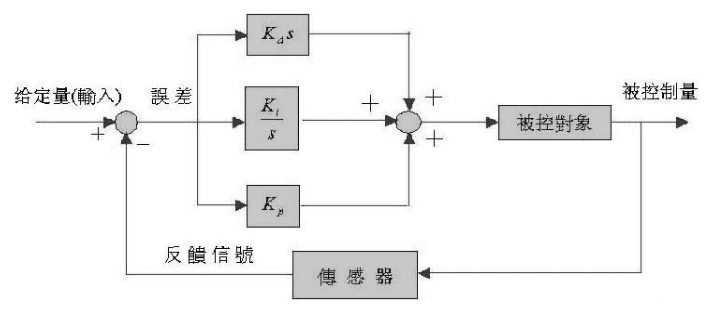 K_d s
给定量(輸入)
誤差
被控制量
+
+
K_i
s
+
被控對象
+
−
+
K_p
反饋信號
傳感器